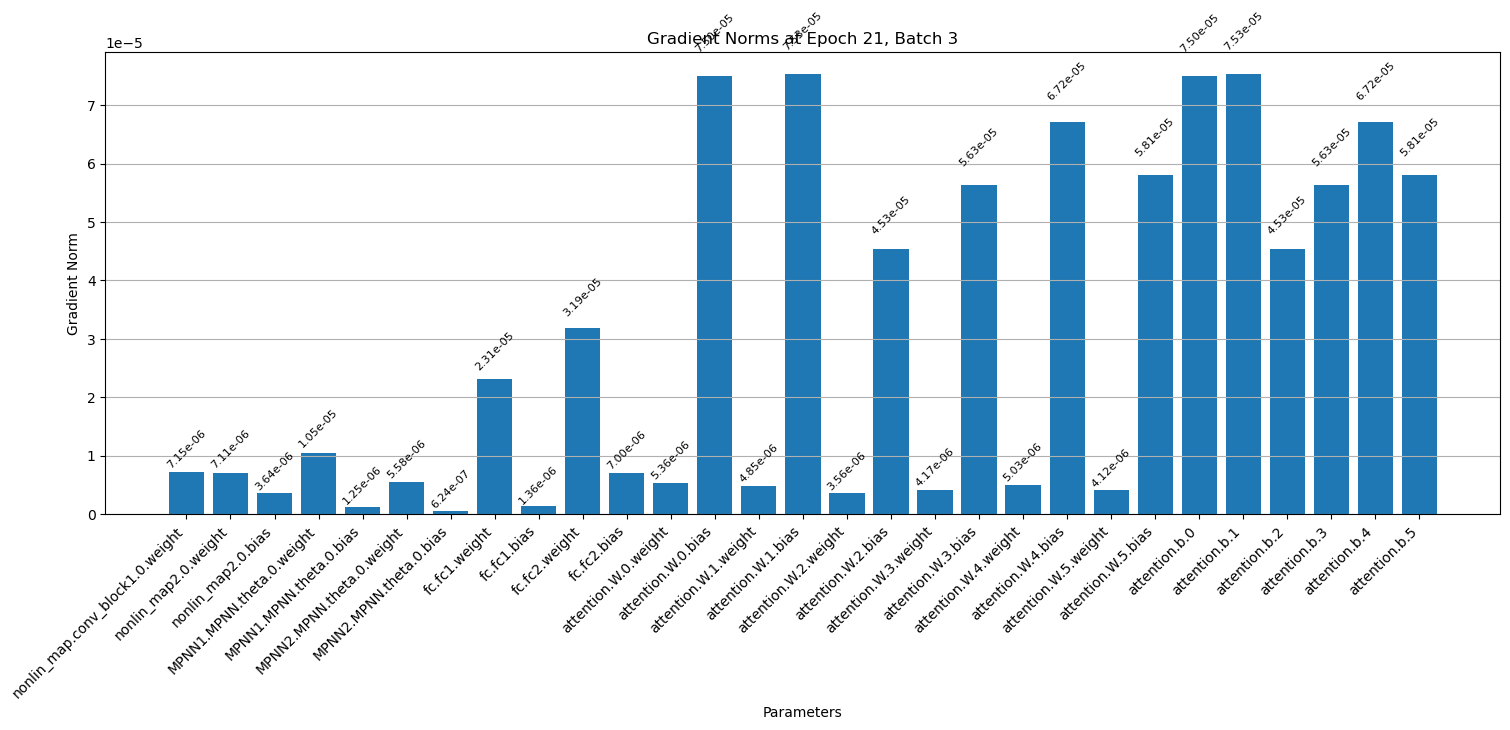 Gradient Norms at Epoch 21, Batch 3
1e−5
Gradient Norm
7
6
5
4
3
2
1
0
7.15e-06
7.11e-06
3.64e-06
1.05e-05
1.25e-06
5.58e-06
6.24e-07
2.31e-05
1.36e-06
3.19e-05
7.00e-06
5.36e-06
7.50e-05
4.85e-06
7.53e-05
3.56e-06
4.53e-05
4.17e-06
5.63e-05
5.03e-06
6.72e-05
4.12e-06
5.81e-05
7.50e-05
7.53e-05
4.53e-05
5.63e-05
6.72e-05
5.81e-05
nonlin_map.conv_block1.0.weight
nonlin_map2.0.weight
nonlin_map2.0.bias
MPNN1.MPNN.theta.0.weight
MPNN1.MPNN.theta.0.bias
MPNN2.MPNN.theta.0.weight
MPNN2.MPNN.theta.0.bias
fc.fc1.weight
fc.fc1.bias
fc.fc2.weight
fc.fc2.bias
attention.W.0.weight
attention.W.0.bias
attention.W.1.weight
attention.W.1.bias
attention.W.2.weight
attention.W.2.bias
attention.W.3.weight
attention.W.3.bias
attention.W.4.weight
attention.W.4.bias
attention.W.5.weight
attention.W.5.bias
attention.b.0
attention.b.1
attention.b.2
attention.b.3
attention.b.4
attention.b.5
Parameters